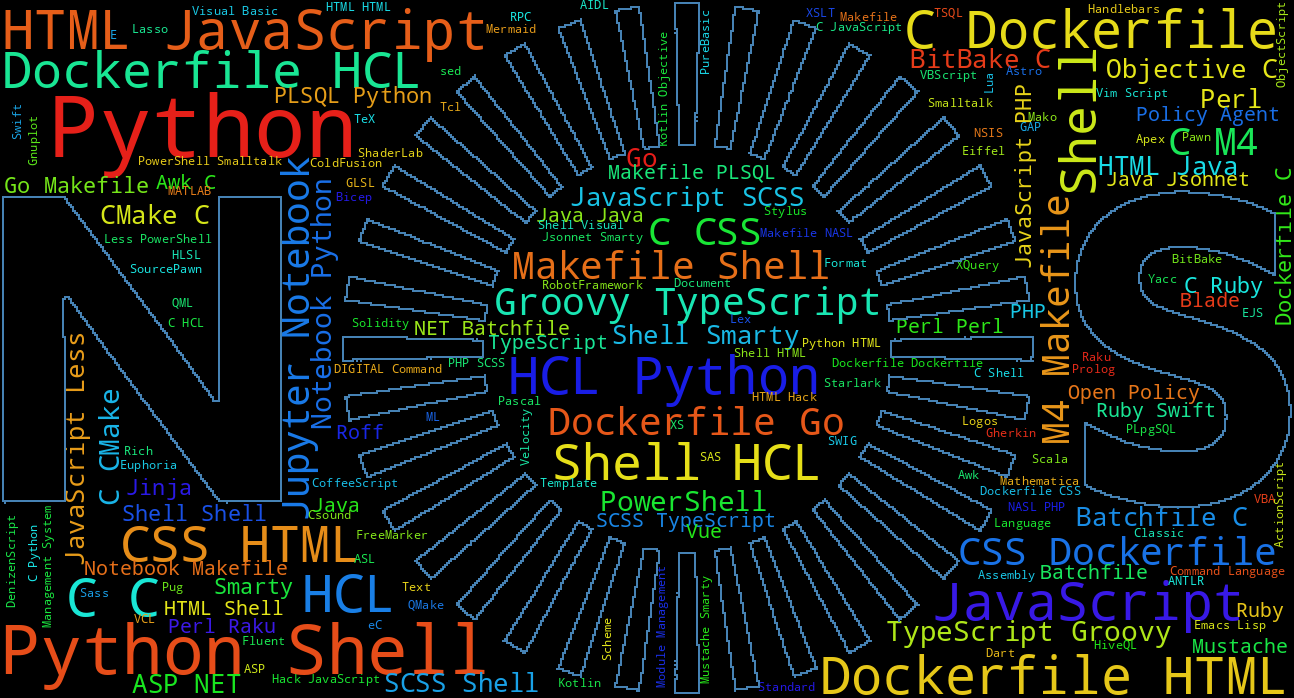 HTML JavaScript
E
Lasso
Visual Basic
HTML HTML
RPC
Mermaid
AIDL
PureBasic
XSLT
Makefile
C JavaScript
TSQL
C Dockerfile
Handlebars
ObjectScript
Dockerfile HCL
sed
Kotlin Objective
BitBake C
VBScript
Lua
Astro
Objective C
Python
PLSQL Python
Tcl
TeX
Swift
Gnuplot
Smalltalk
JavaScript PHP
Mako
GAP
Shell
Vim Script
Perl
Policy Agent
NSIS
Eiffel
Apex
C
Pawn
M4
PowerShell Smalltalk
ColdFusion
ShaderLab
HTML Java
Java Jsonnet
Go Makefile
Awk C
MATLAB
GLSL
Bicep
Go
Makefile PLSQL
JavaScript SCSS
CMake C
Java Java
Stylus
Shell Visual
Jsonnet Smarty
C CSS
Makefile NASL
Less PowerShell
HLSL
SourcePawn
Jupyter Notebook
Notebook Python
Makefile Shell
Format
XQuery
M4 Makefile
BitBake
Yacc
C Ruby
Blade
EJS
Dockerfile C
RobotFramework
Document
Groovy TypeScript
QML
C HCL
Solidity
NET Batchfile
Lex
PHP
Perl Perl
TypeScript
Shell Smarty
Python HTML
Shell HTML
JavaScript Less
DIGITAL Command
PHP SCSS
Dockerfile Dockerfile
C Shell
Raku
Prolog
HCL Python
Starlark
HTML Hack
Open Policy
C CMake
Pascal
ML
Roff
Dockerfile Go
XS
Logos
Gherkin
Ruby Swift
PLpgSQL
Velocity
SWIG
Rich
Euphoria
Shell HCL
SAS
Scala
Jinja
CoffeeScript
Template
Awk
Mathematica
Dockerfile CSS
ActionScript
VBA
Java
Csound
Shell Shell
PowerShell
NASL PHP
SCSS TypeScript
Vue
Language
Batchfile C
Classic
DenizenScript
C Python
Management System
CSS HTML
FreeMarker
ASL
CSS Dockerfile
Notebook Makefile
Assembly
Batchfile
Command Language
ANTLR
C C
Sass
Pug
Smarty
HCL
Text
QMake
HTML Shell
VCL
Perl Raku
eC
JavaScript
Ruby
Emacs Lisp
Python Shell
Fluent
Scheme
Module Management
Mustache Smarty
TypeScript Groovy
HiveQL
Mustache
Dart
ASP
ASP NET
Hack JavaScript
SCSS Shell
Kotlin
Standard
Dockerfile HTML